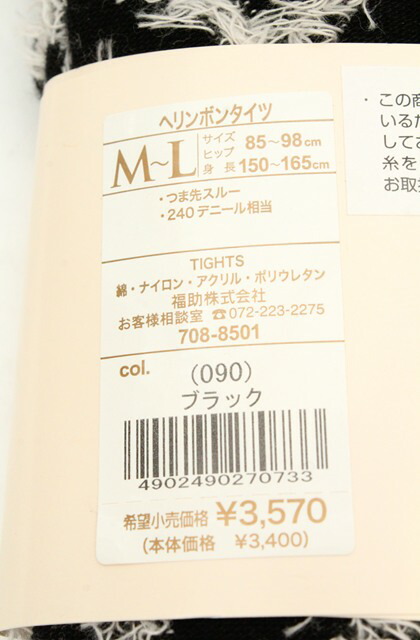 ヘリンボンタイツ
M~L
サイズ
ヒップ 85~98cm
身長 150~165cm
・つま先スルー
・240デニール相当
TIGHTS
綿・ナイロン・アクリル・ポリウレタン
福助株式会社
お客様相談室 ☎072-223-2275
708-8501
col. (090)
ブラック
4902490270733
希望小売価格 ¥3,570
(本体価格 ¥3,400)
・この商
いるた
してお
糸を
お取